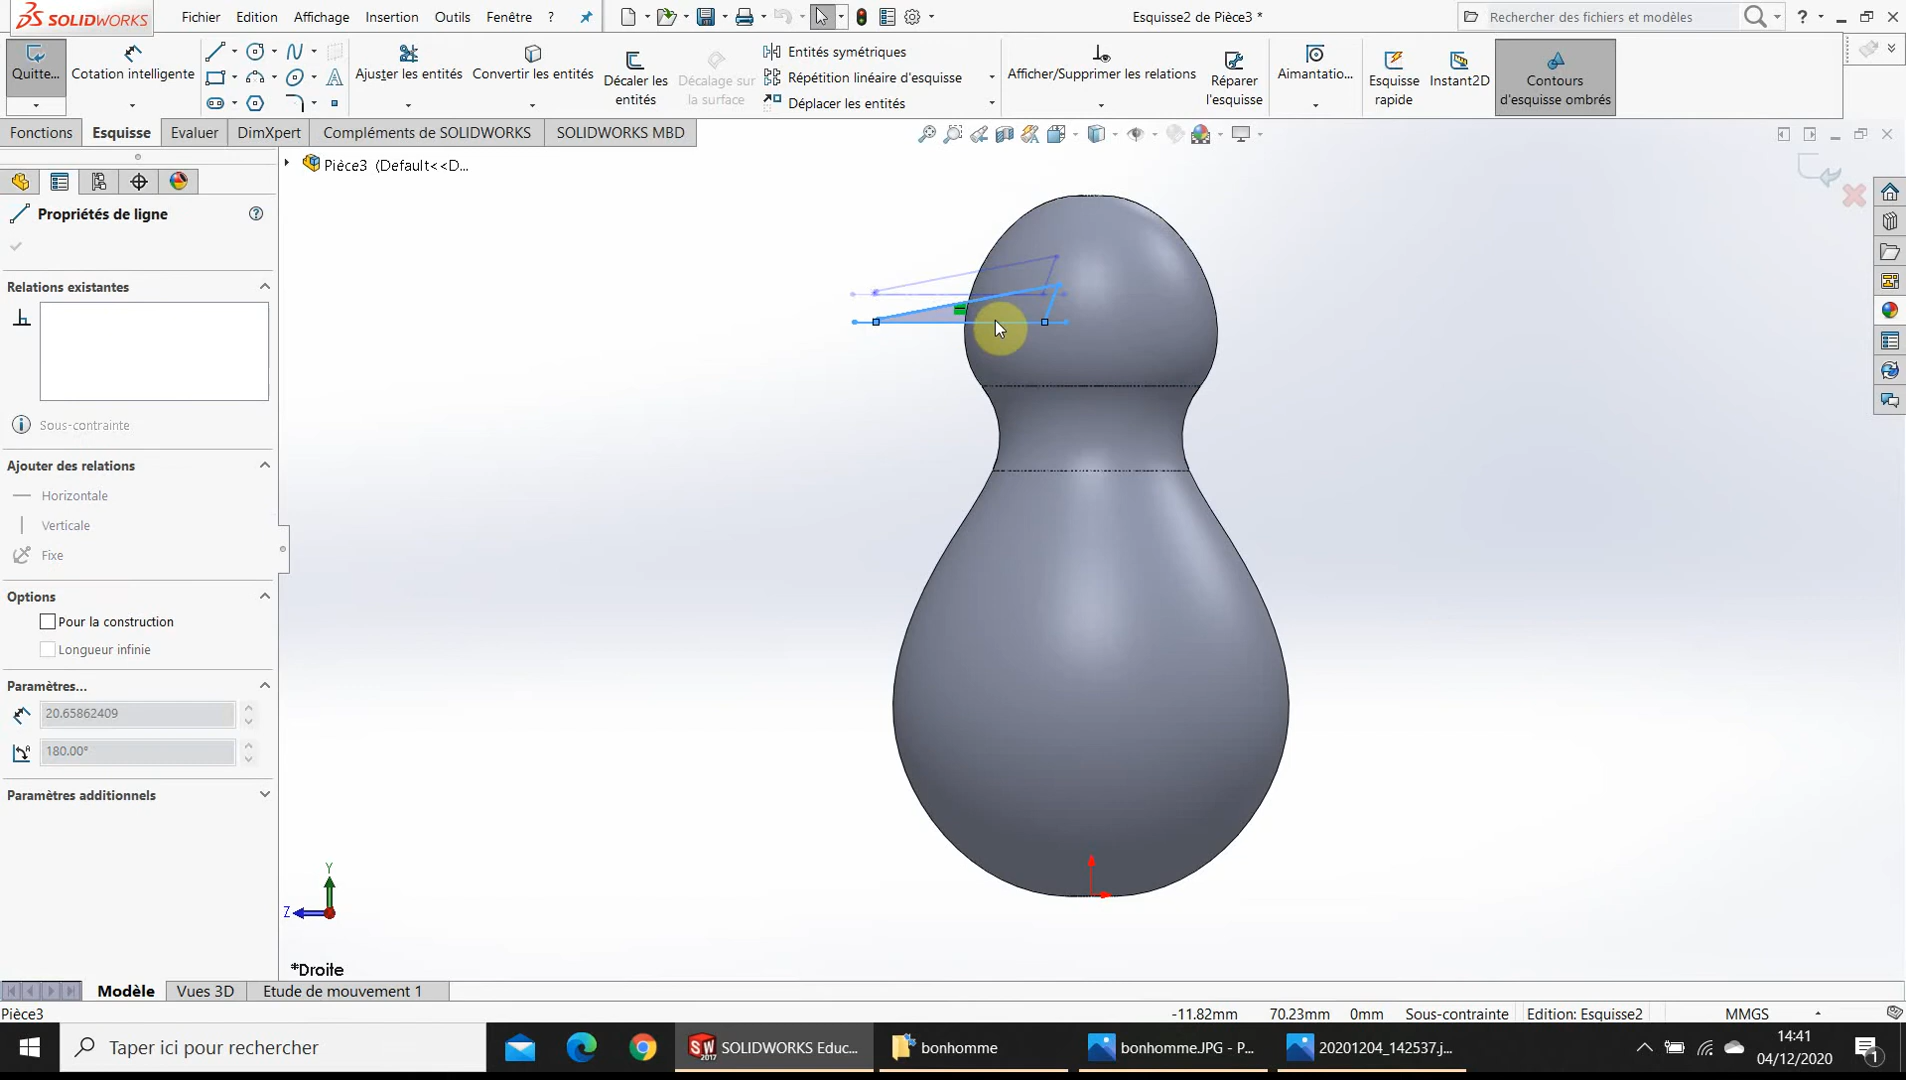 SOLIDWORKS
Fichier Edition Affichage Insertion Outils Fenêtre ?
Esquisse2 de Pièce3 *
Rechercher des fichiers et modèles
Quitte...
Cotation intelligente
Ajuster les entités
Convertir les entités
Décaler les entités
Décalage sur la surface
Entités symétriques
Répétition linéaire d'esquisse
Déplacer les entités
Afficher/Supprimer les relations
Réparer l'esquisse
Aimantatio...
Esquisse rapide
Instant2D
Contours d'esquisse ombrés
Fonctions Esquisse Evaluer DimXpert Compléments de SOLIDWORKS SOLIDWORKS MBD
Pièce3 (Default<<D...
Propriétés de ligne
Relations existantes
Sous-contrainte
Ajouter des relations
Horizontale
Verticale
Fixe
Options
Pour la construction
Longueur infinie
Paramètres...
20.65862409
180.00°
Paramètres additionnels
Y
Z
*Droite
Modèle Vues 3D Etude de mouvement 1
Pièce3
-11.82mm 70.23mm 0mm Sous-contrainte Edition: Esquisse2 MMGS
Taper ici pour rechercher
SW 2017
SOLIDWORKS Educ...
bonhomme
bonhomme.JPG - P...
20201204_142537.j...
14:41
04/12/2020
1